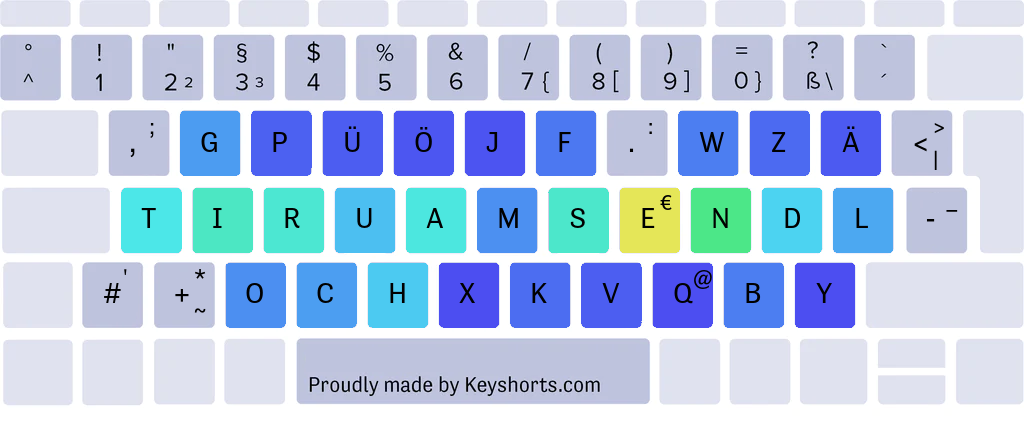 ° ! " § $ % & / ( ) = ? `
^ 1 2 2 3 3 4 5 6 7 { 8 [ 9 ] 0 } ß \ ´
; : >
, G P Ü Ö J F . W Z Ä < |
T I R U A M S E € N D L - –
# ' + * ~ O C H X K V Q @ B Y
Proudly made by Keyshorts.com